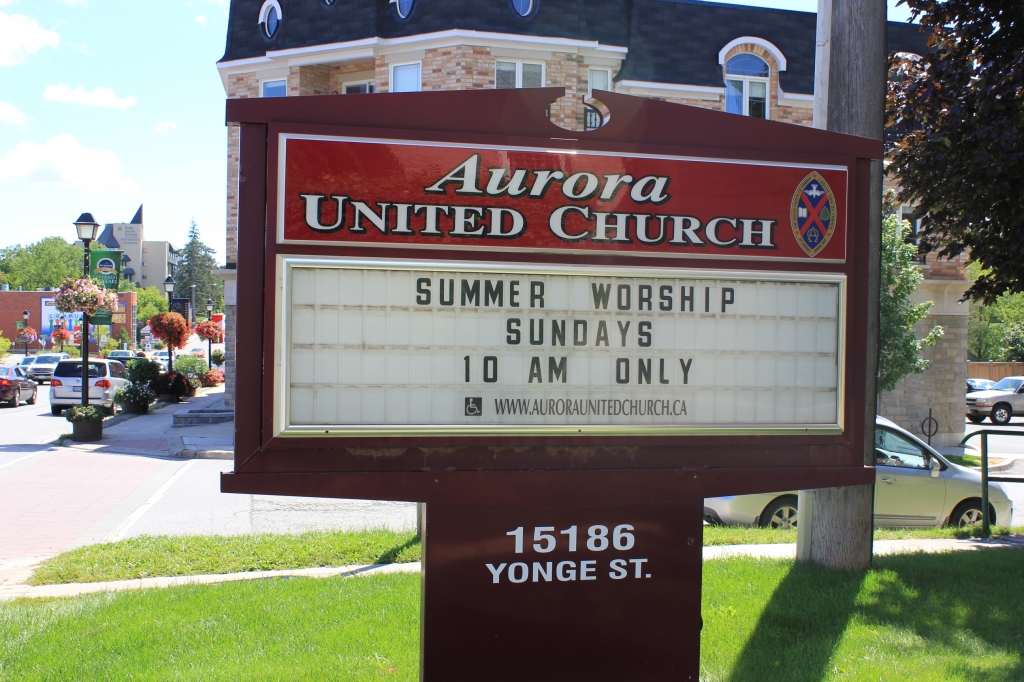 Aurora
UNITED CHURCH
SUMMER WORSHIP
SUNDAYS
10 AM ONLY
WWW.AURORAUNITEDCHURCH.CA
15186
YONGE ST.